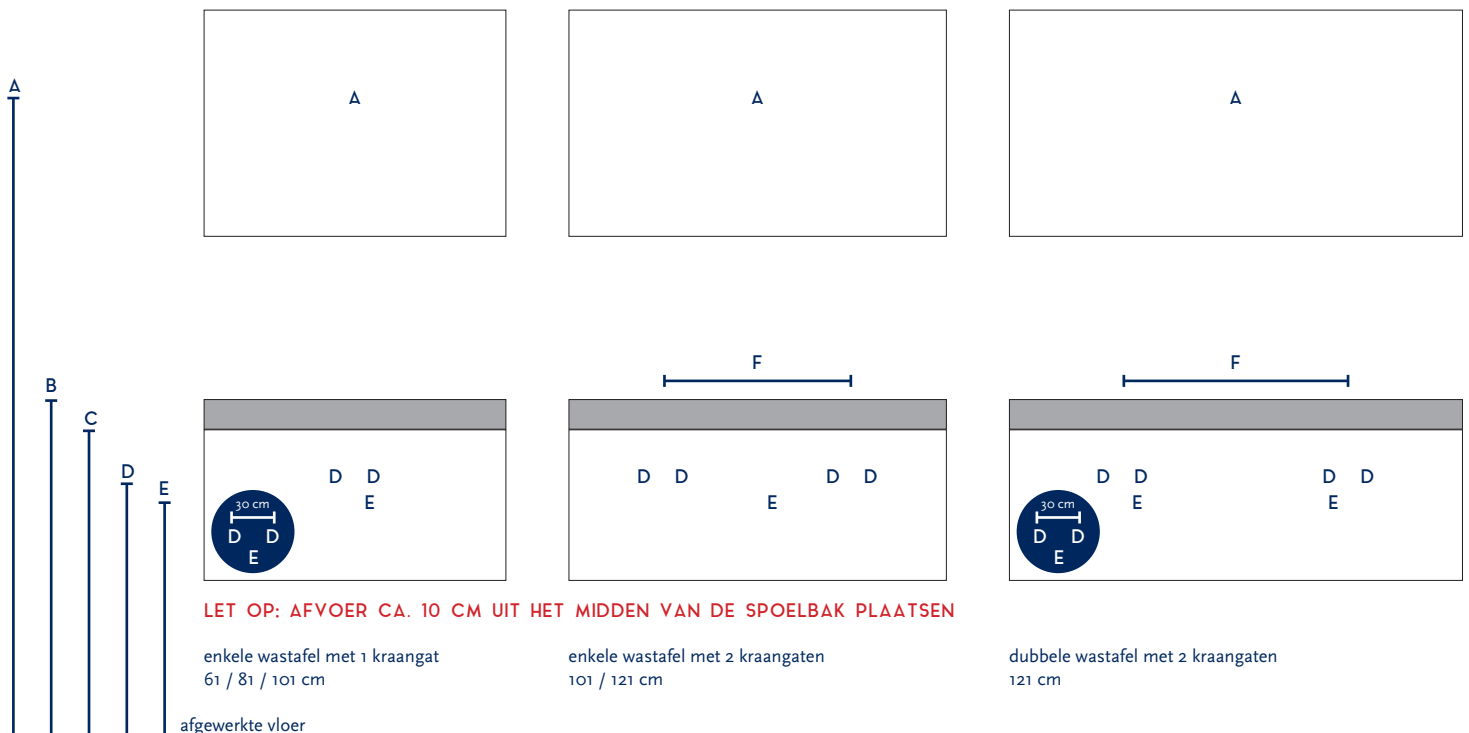 A
A
A
A
B
C
D
E
F
F
D D
E
D D
D D
E
D D
D D
E
E
30 cm
D D
E
30 cm
D D
E
LET OP: AFVOER CA. 10 CM UIT HET MIDDEN VAN DE SPOELBAK PLAATSEN
enkele wastafel met 1 kraangat
61 / 81 / 101 cm
enkele wastafel met 2 kraangaten
101 / 121 cm
dubbele wastafel met 2 kraangaten
121 cm
afgewerkte vloer